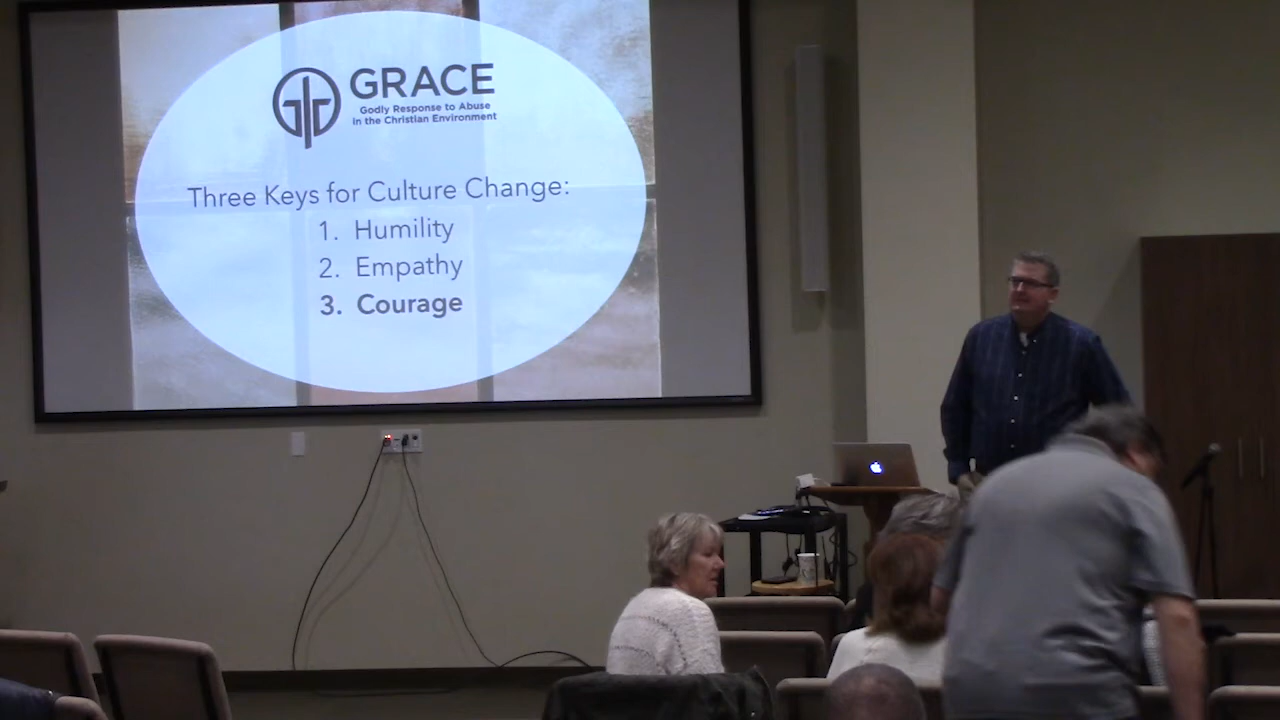 GRACE
Godly Response to Abuse
in the Christian Environment
Three Keys for Culture Change:
1. Humility
2. Empathy
3. Courage